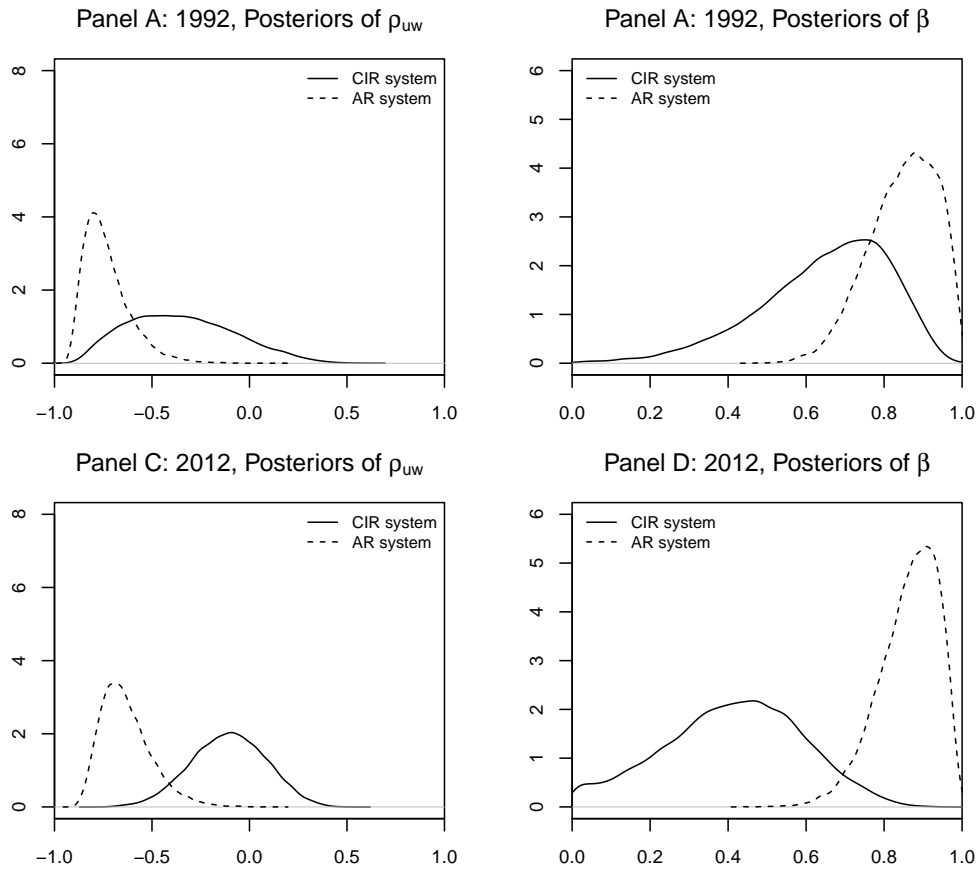 Panel A: 1992, Posteriors of ρuw
CIR system
AR system
8
6
4
2
0
−1.0 −0.5 0.0 0.5 1.0
Panel A: 1992, Posteriors of β
CIR system
AR system
6
5
4
3
2
1
0
0.0 0.2 0.4 0.6 0.8 1.0
Panel C: 2012, Posteriors of ρuw
CIR system
AR system
8
6
4
2
0
−1.0 −0.5 0.0 0.5 1.0
Panel D: 2012, Posteriors of β
CIR system
AR system
6
5
4
3
2
1
0
0.0 0.2 0.4 0.6 0.8 1.0